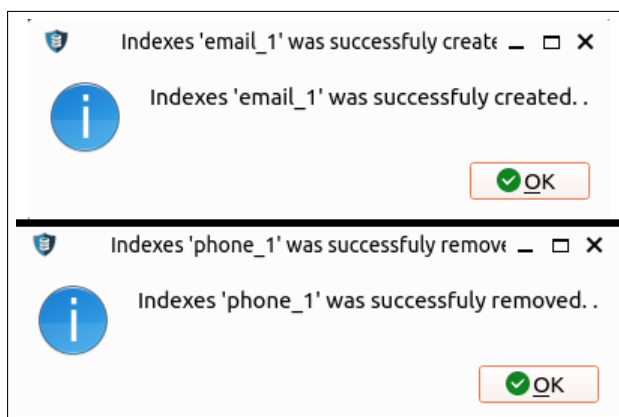 Indexes 'email_1' was successfuly create
Indexes 'email_1' was successfuly created. .
OK
Indexes 'phone_1' was successfuly remove
Indexes 'phone_1' was successfuly removed. .
OK